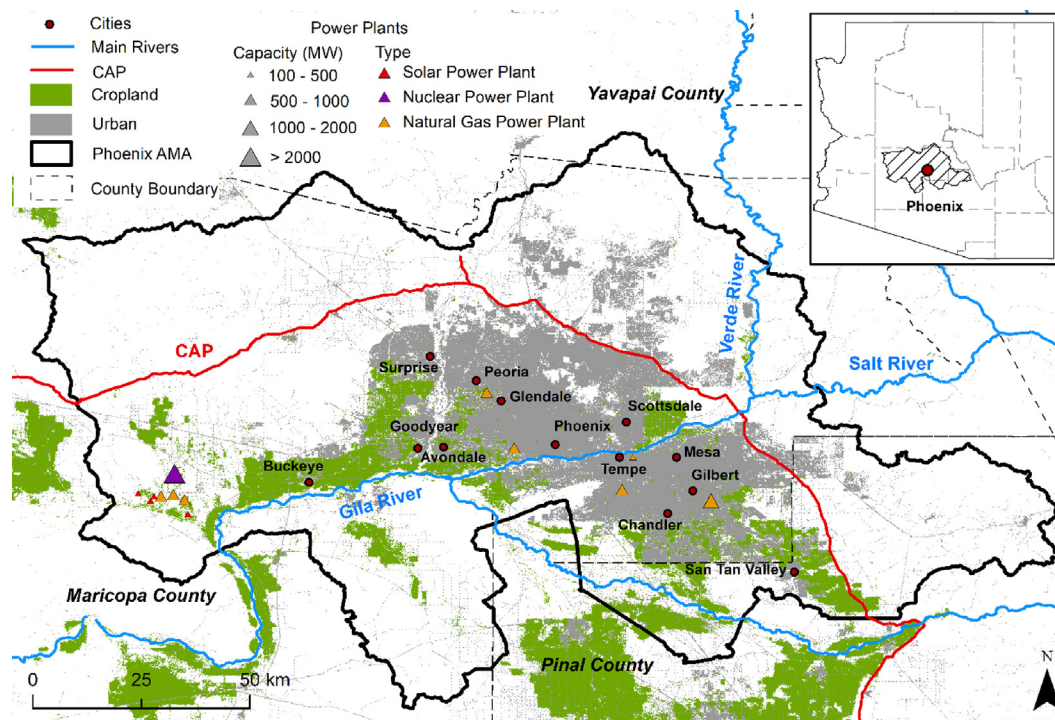 Cities
Main Rivers
CAP
Cropland
Urban
Phoenix AMA
County Boundary
Power Plants
Capacity (MW)
100 - 500
500 - 1000
1000 - 2000
> 2000
Type
Solar Power Plant
Nuclear Power Plant
Natural Gas Power Plant
Yavapai County
Phoenix
Verde River
Salt River
CAP
Surprise
Peoria
Glendale
Scottsdale
Goodyear
Phoenix
Avondale
Buckeye
Tempe
Mesa
Gilbert
Gila River
Chandler
San Tan Valley
Maricopa County
Pinal County
0 25 50 km
N